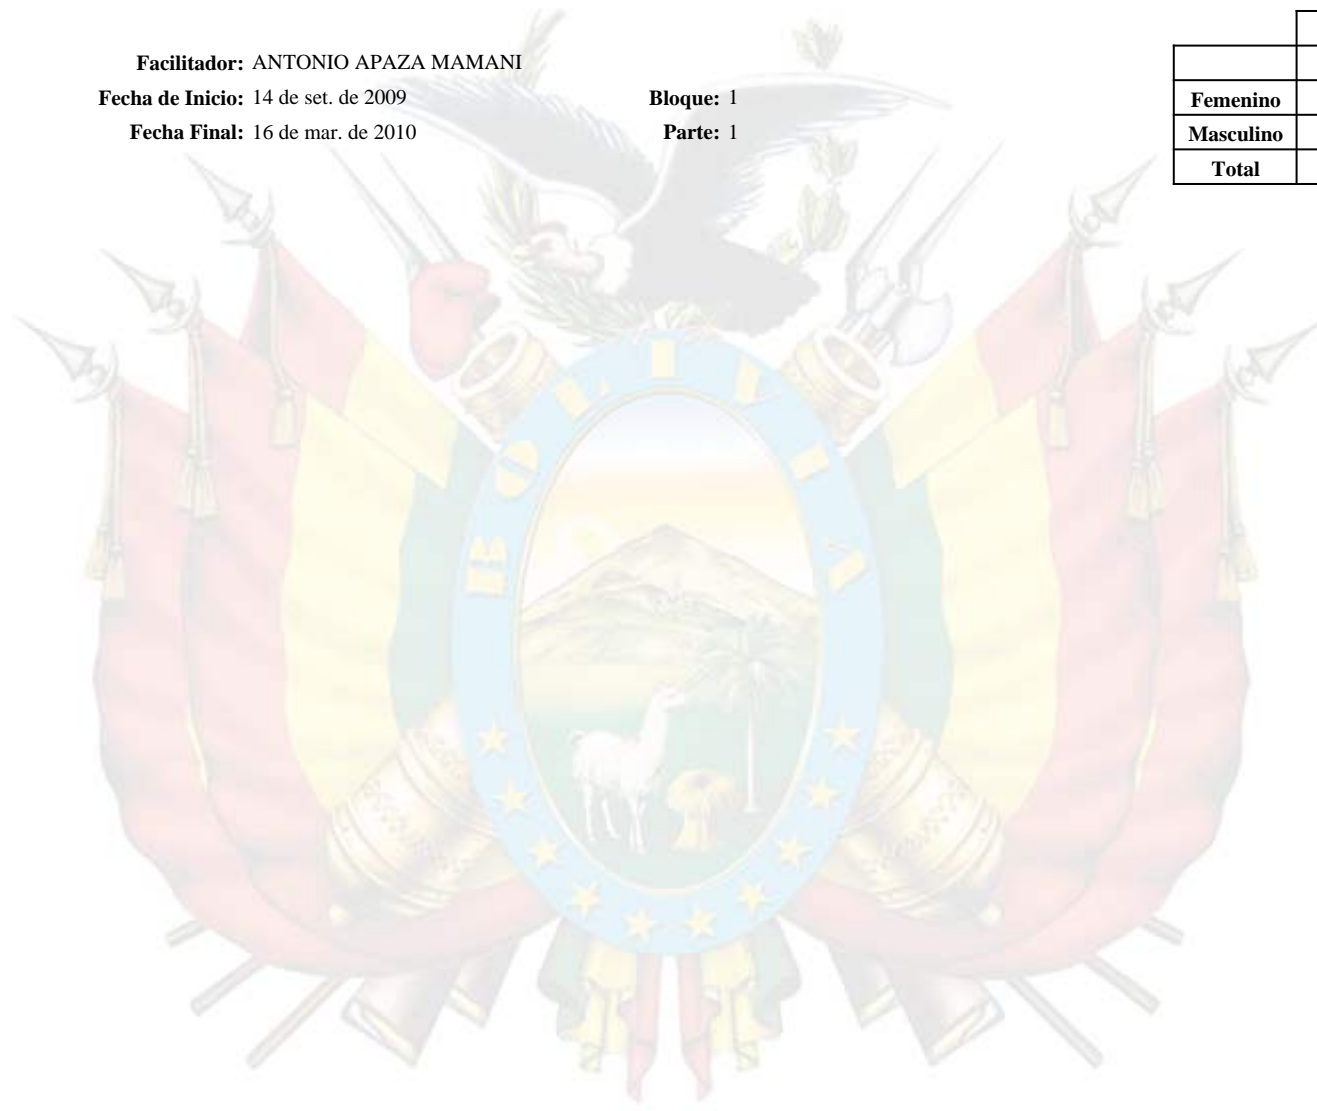 Facilitador: ANTONIO APAZA MAMANI
Fecha de Inicio: 14 de set. de 2009 Bloque: 1
Fecha Final: 16 de mar. de 2010 Parte: 1
Femenino
Masculino
Total
BOLIVIA